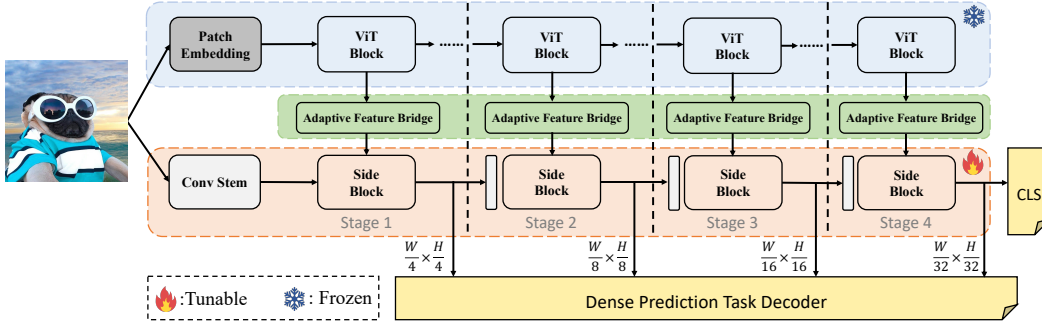 Patch
Embedding
ViT
Block
......
ViT
Block
......
ViT
Block
......
ViT
Block
Adaptive Feature Bridge
Adaptive Feature Bridge
Adaptive Feature Bridge
Adaptive Feature Bridge
Conv Stem
Side
Block
Side
Block
Side
Block
Side
Block
Stage 1
Stage 2
Stage 3
Stage 4
CLS
W/4 × H/4
W/8 × H/8
W/16 × H/16
W/32 × H/32
:Tunable
: Frozen
Dense Prediction Task Decoder